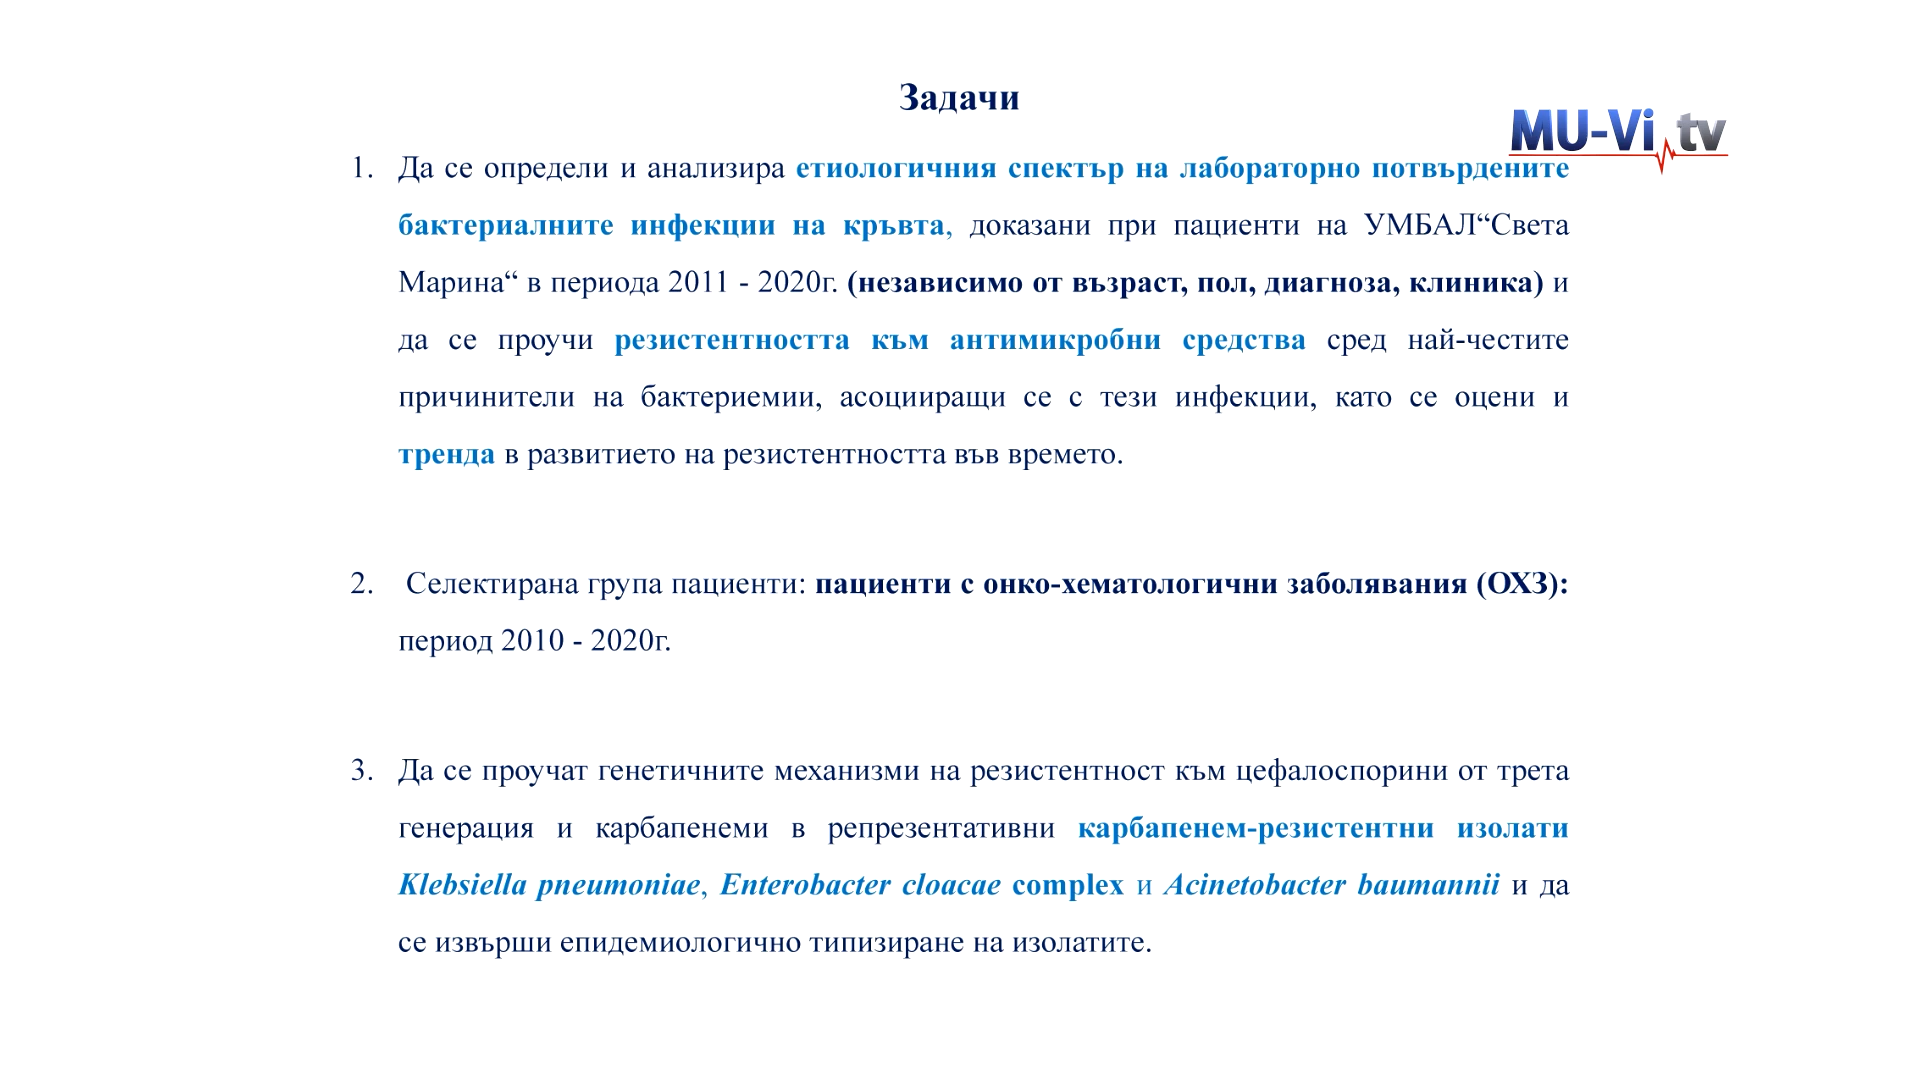 Задачи
MU-Vi tv
1. Да се определи и анализира етиологичния спектър на лабораторно потвърдените
бактериалните инфекции на кръвта, доказани при пациенти на УМБАЛ“Света
Марина“ в периода 2011 - 2020г. (независимо от възраст, пол, диагноза, клиника) и
да се проучи резистентността към антимикробни средства сред най-честите
причинители на бактериемии, асоцииращи се с тези инфекции, като се оцени и
тренда в развитието на резистентността във времето.
2. Селектирана група пациенти: пациенти с онко-хематологични заболявания (ОХЗ):
период 2010 - 2020г.
3. Да се проучат генетичните механизми на резистентност към цефалоспорини от трета
генерация и карбапенеми в репрезентативни карбапенем-резистентни изолати
Klebsiella pneumoniae, Enterobacter cloacae complex и Acinetobacter baumannii и да
се извърши епидемиологично типизиране на изолатите.